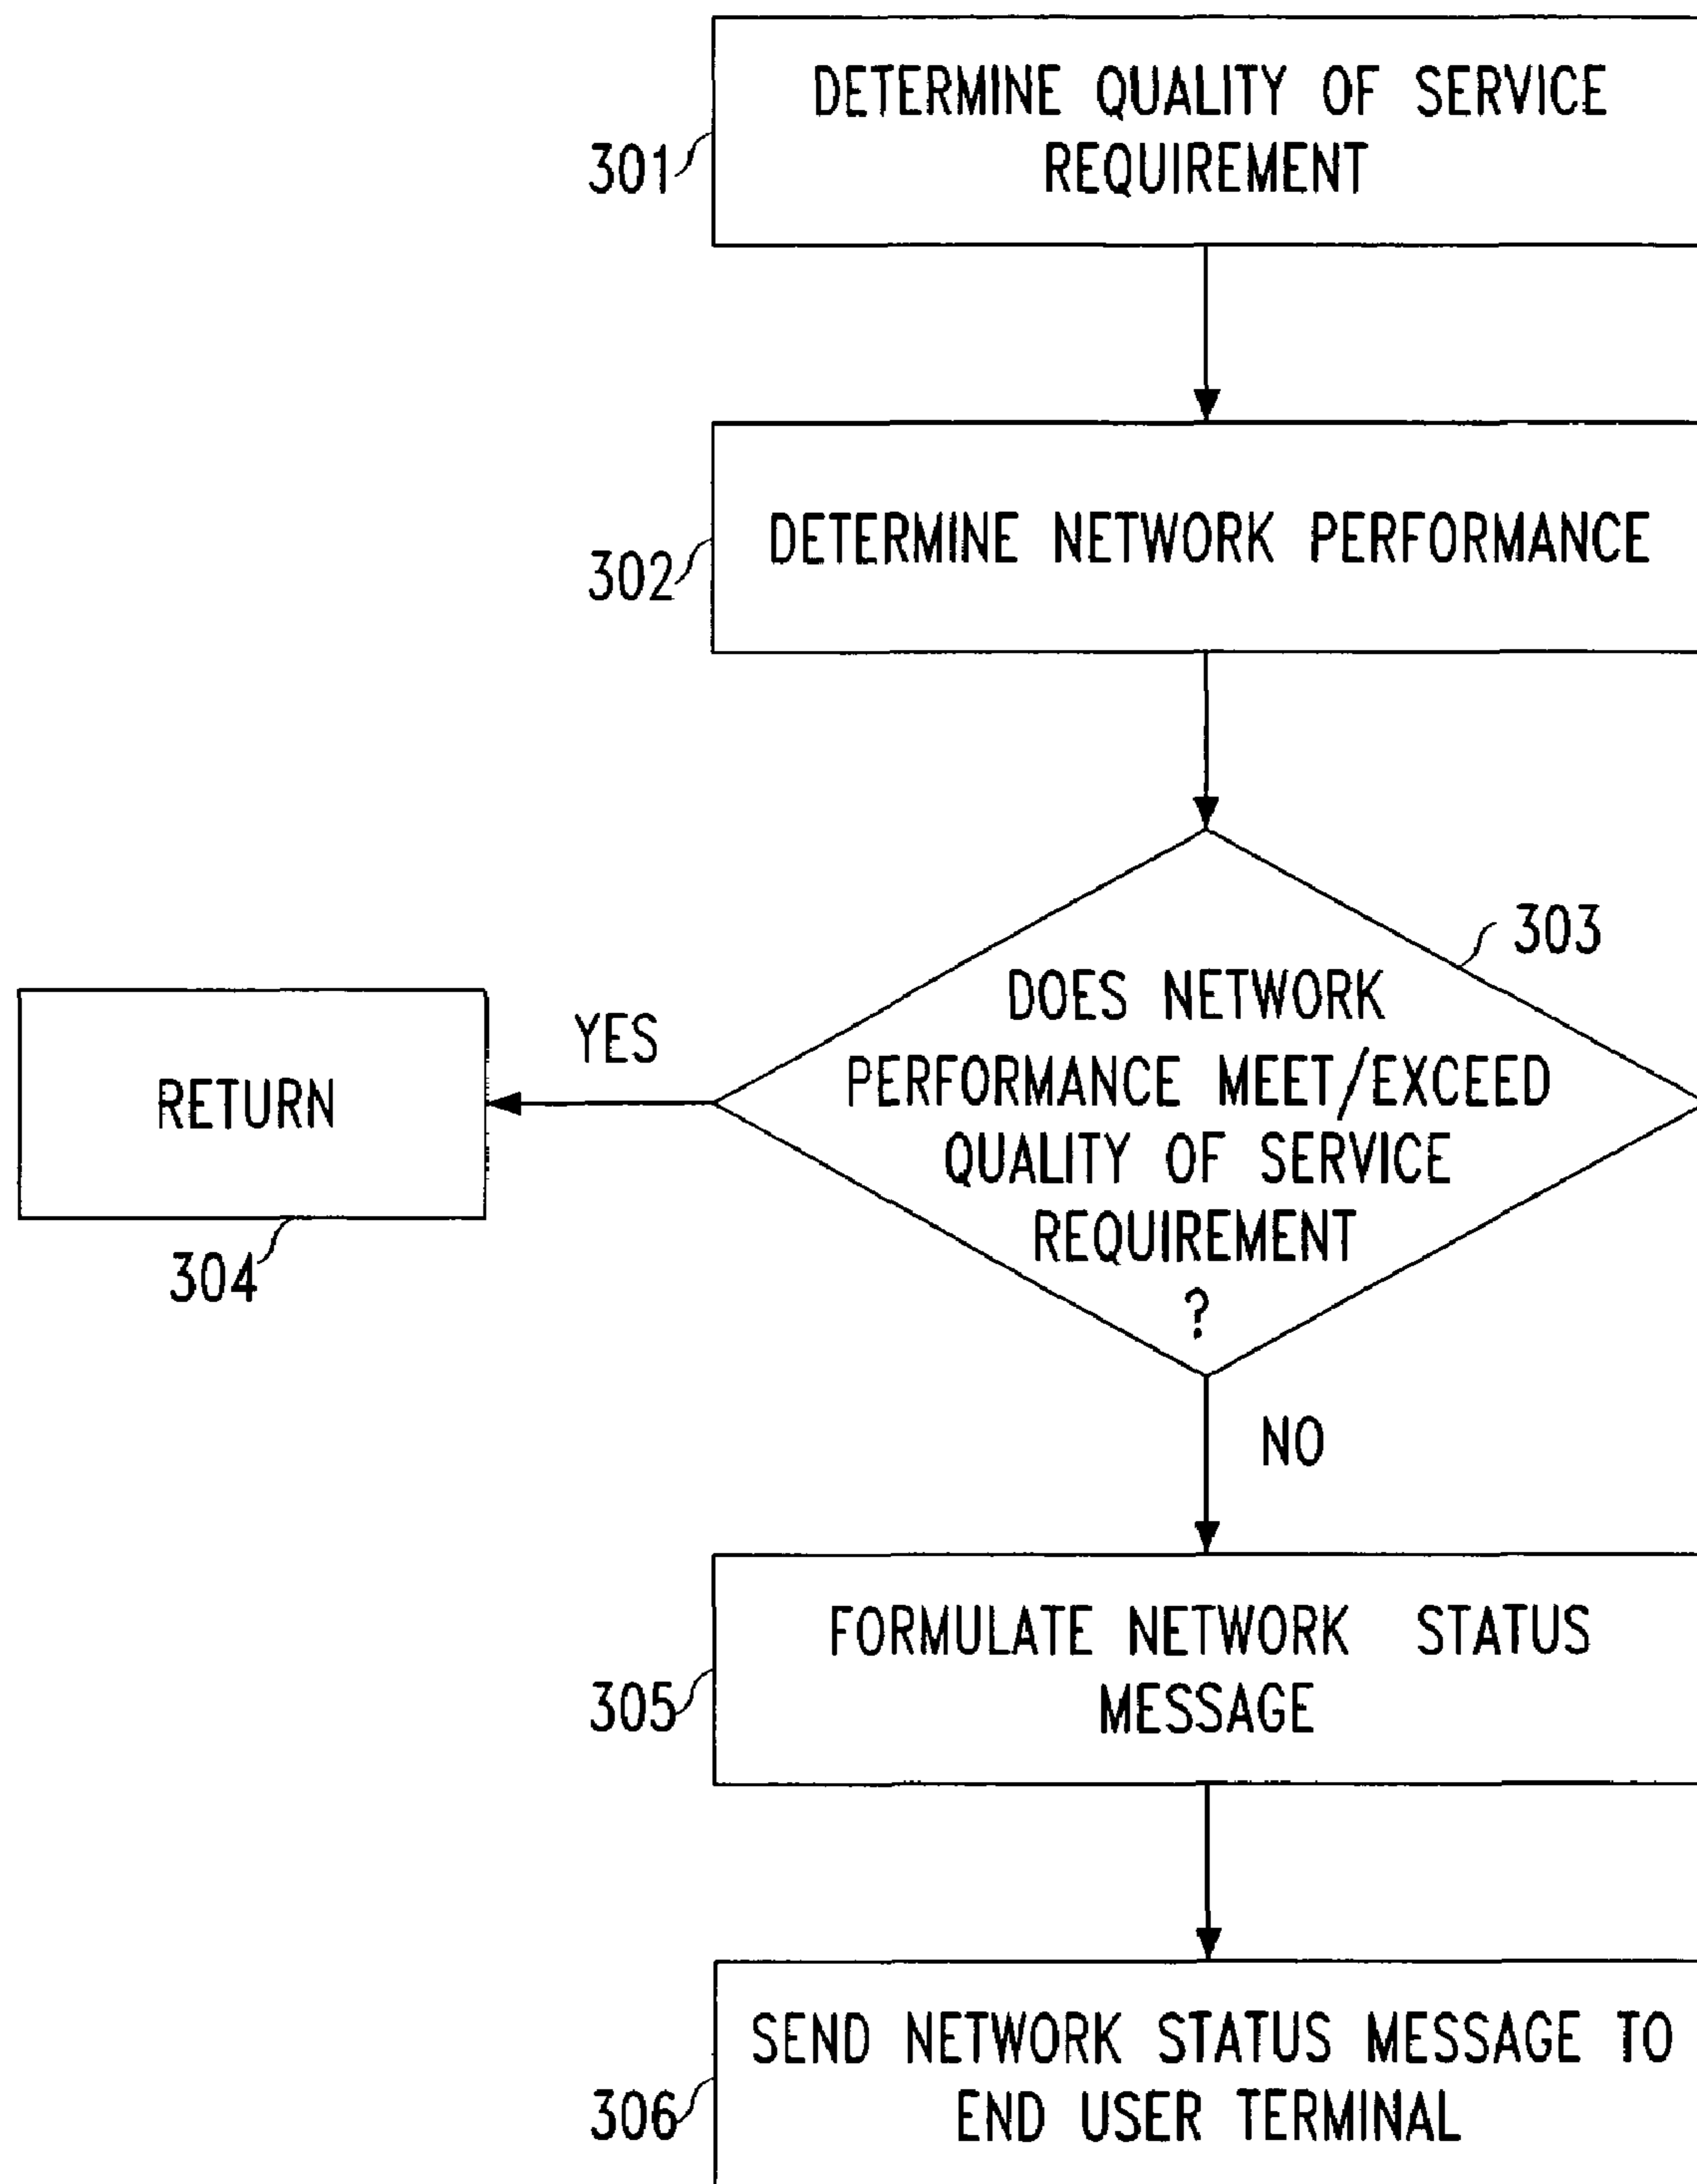 DETERMINE QUALITY OF SERVICE
REQUIREMENT
301
DETERMINE NETWORK PERFORMANCE
302
303
DOES NETWORK
PERFORMANCE MEET/EXCEED
QUALITY OF SERVICE
REQUIREMENT
?
YES
RETURN
304
NO
FORMULATE NETWORK STATUS
MESSAGE
305
SEND NETWORK STATUS MESSAGE TO
END USER TERMINAL
306